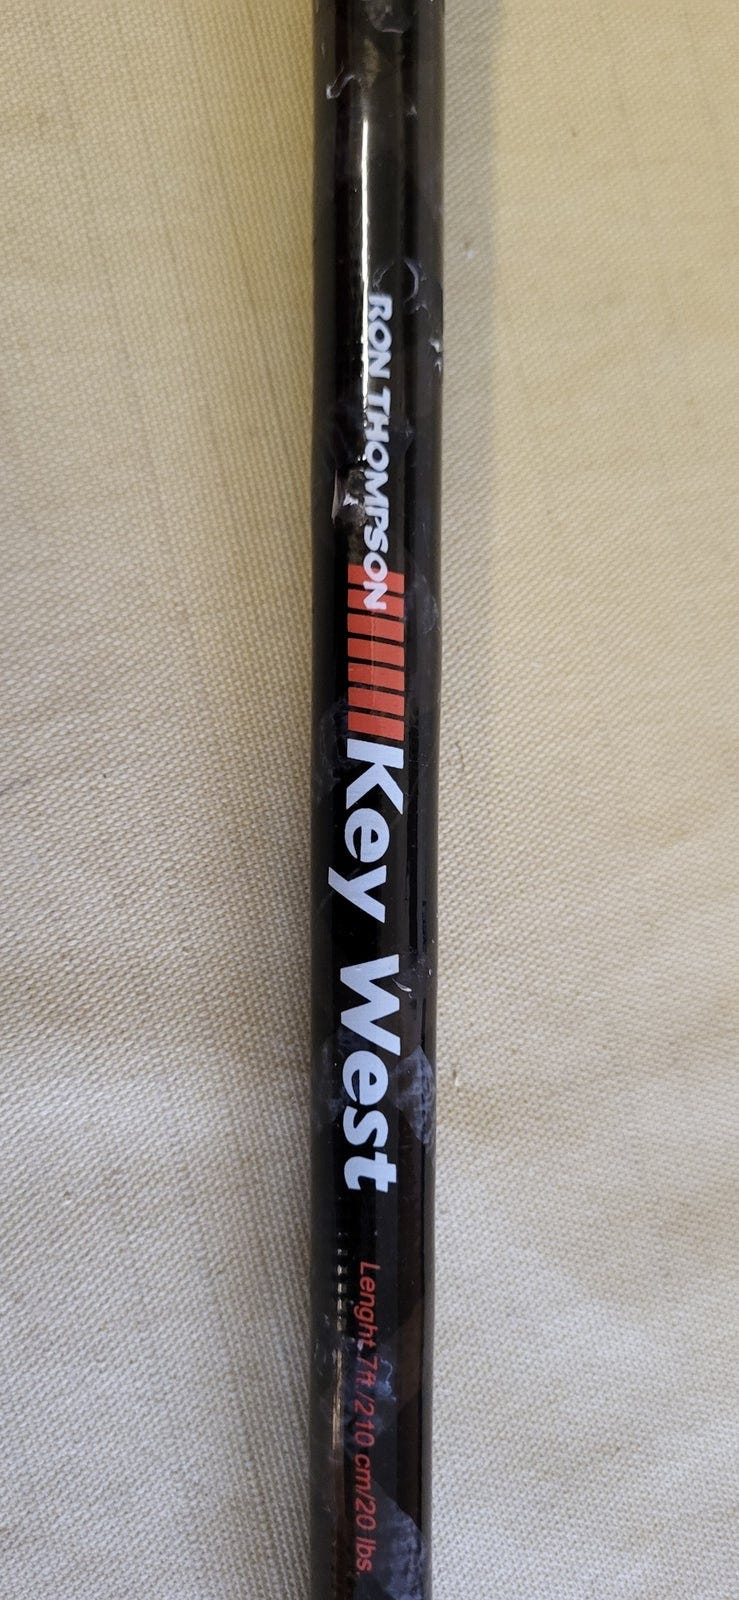 RON THOMPSON
Key West
Lenght 7ft/210 cm/20 lbs.